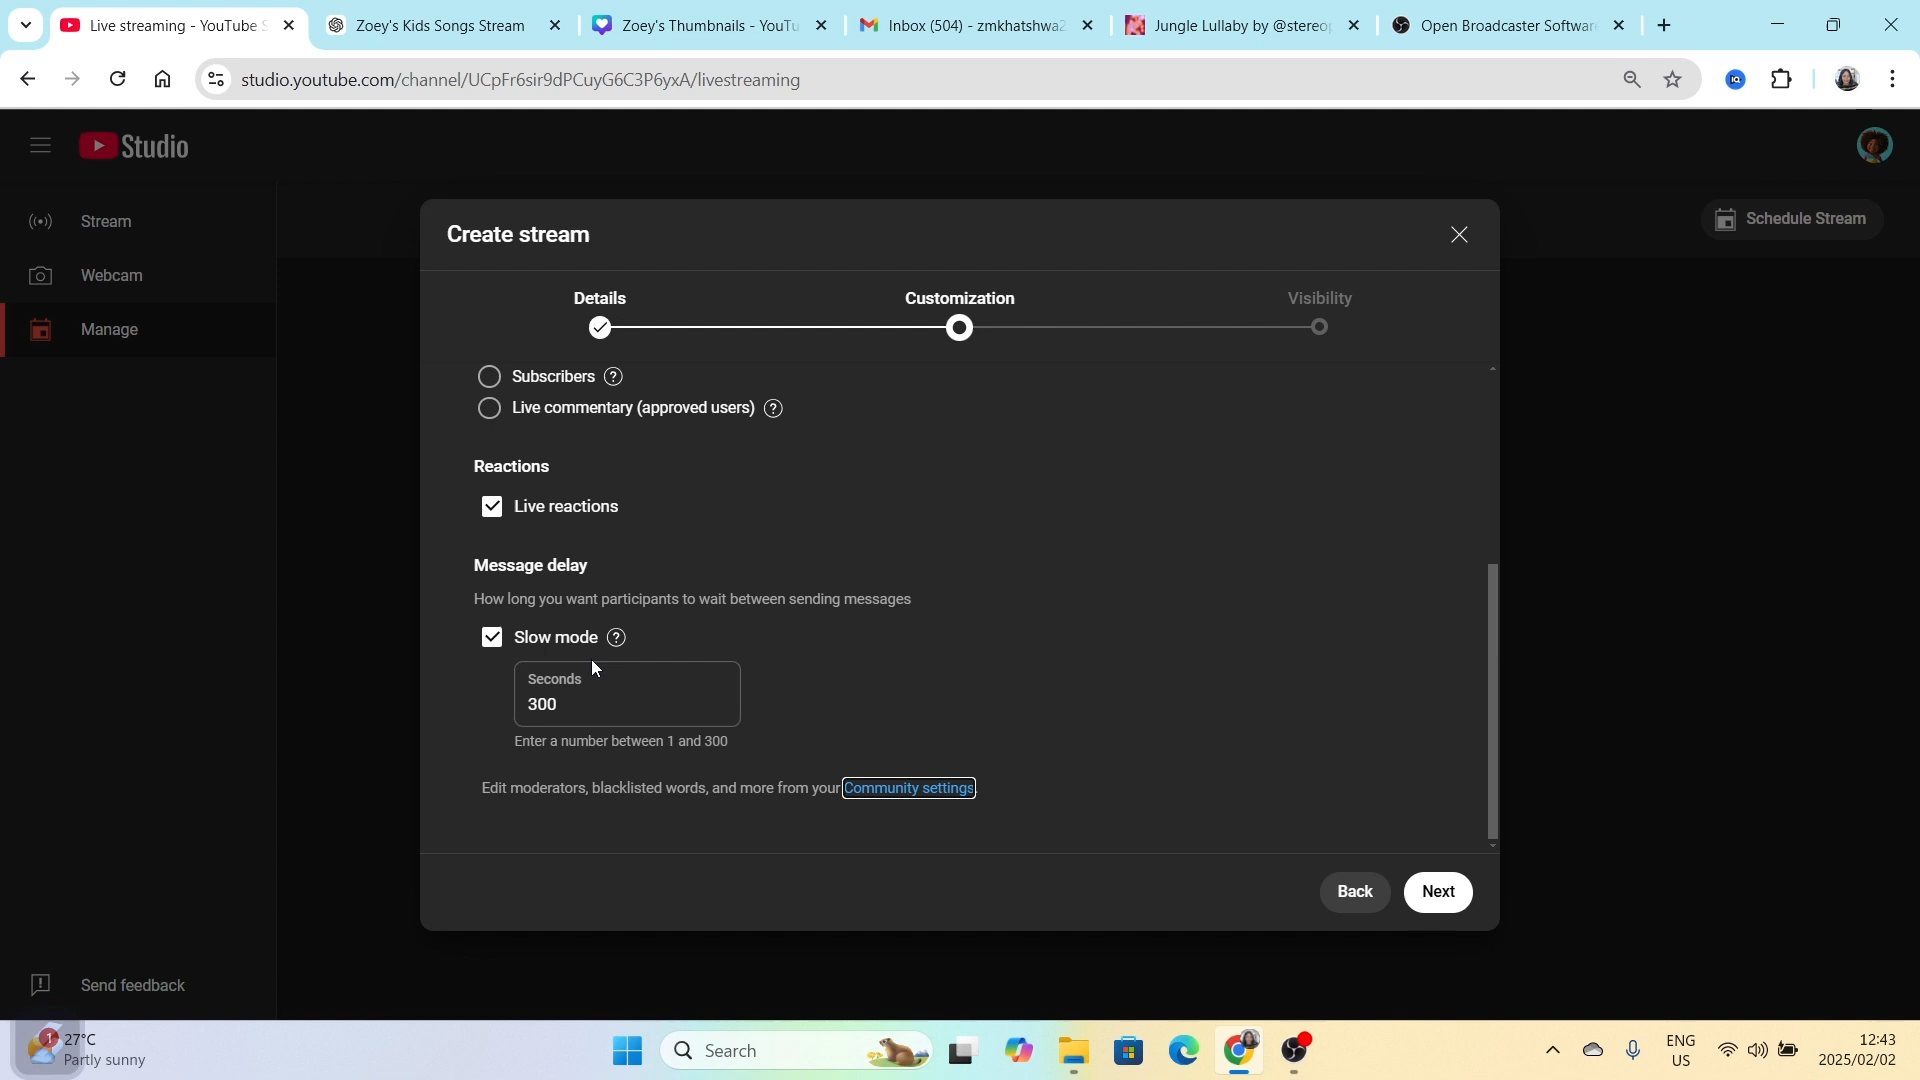 Live streaming - YouTube S
Zoey's Kids Songs Stream
Zoey's Thumbnails - YouTu
Inbox (504) - zmkhatshwa2
Jungle Lullaby by @stereo
Open Broadcaster Software
studio.youtube.com/channel/UCpFr6sir9dPCuyG6C3P6yxA/livestreaming
Studio
Stream
Schedule Stream
Webcam
Manage
Create stream
Details
Customization
Visibility
Subscribers
Live commentary (approved users)
Reactions
Live reactions
Message delay
How long you want participants to wait between sending messages
Slow mode
Seconds
300
Enter a number between 1 and 300
Edit moderators, blacklisted words, and more from your Community settings.
Back
Next
Send feedback
1
27°C
Partly sunny
Search
ENG
US
12:43
2025/02/02